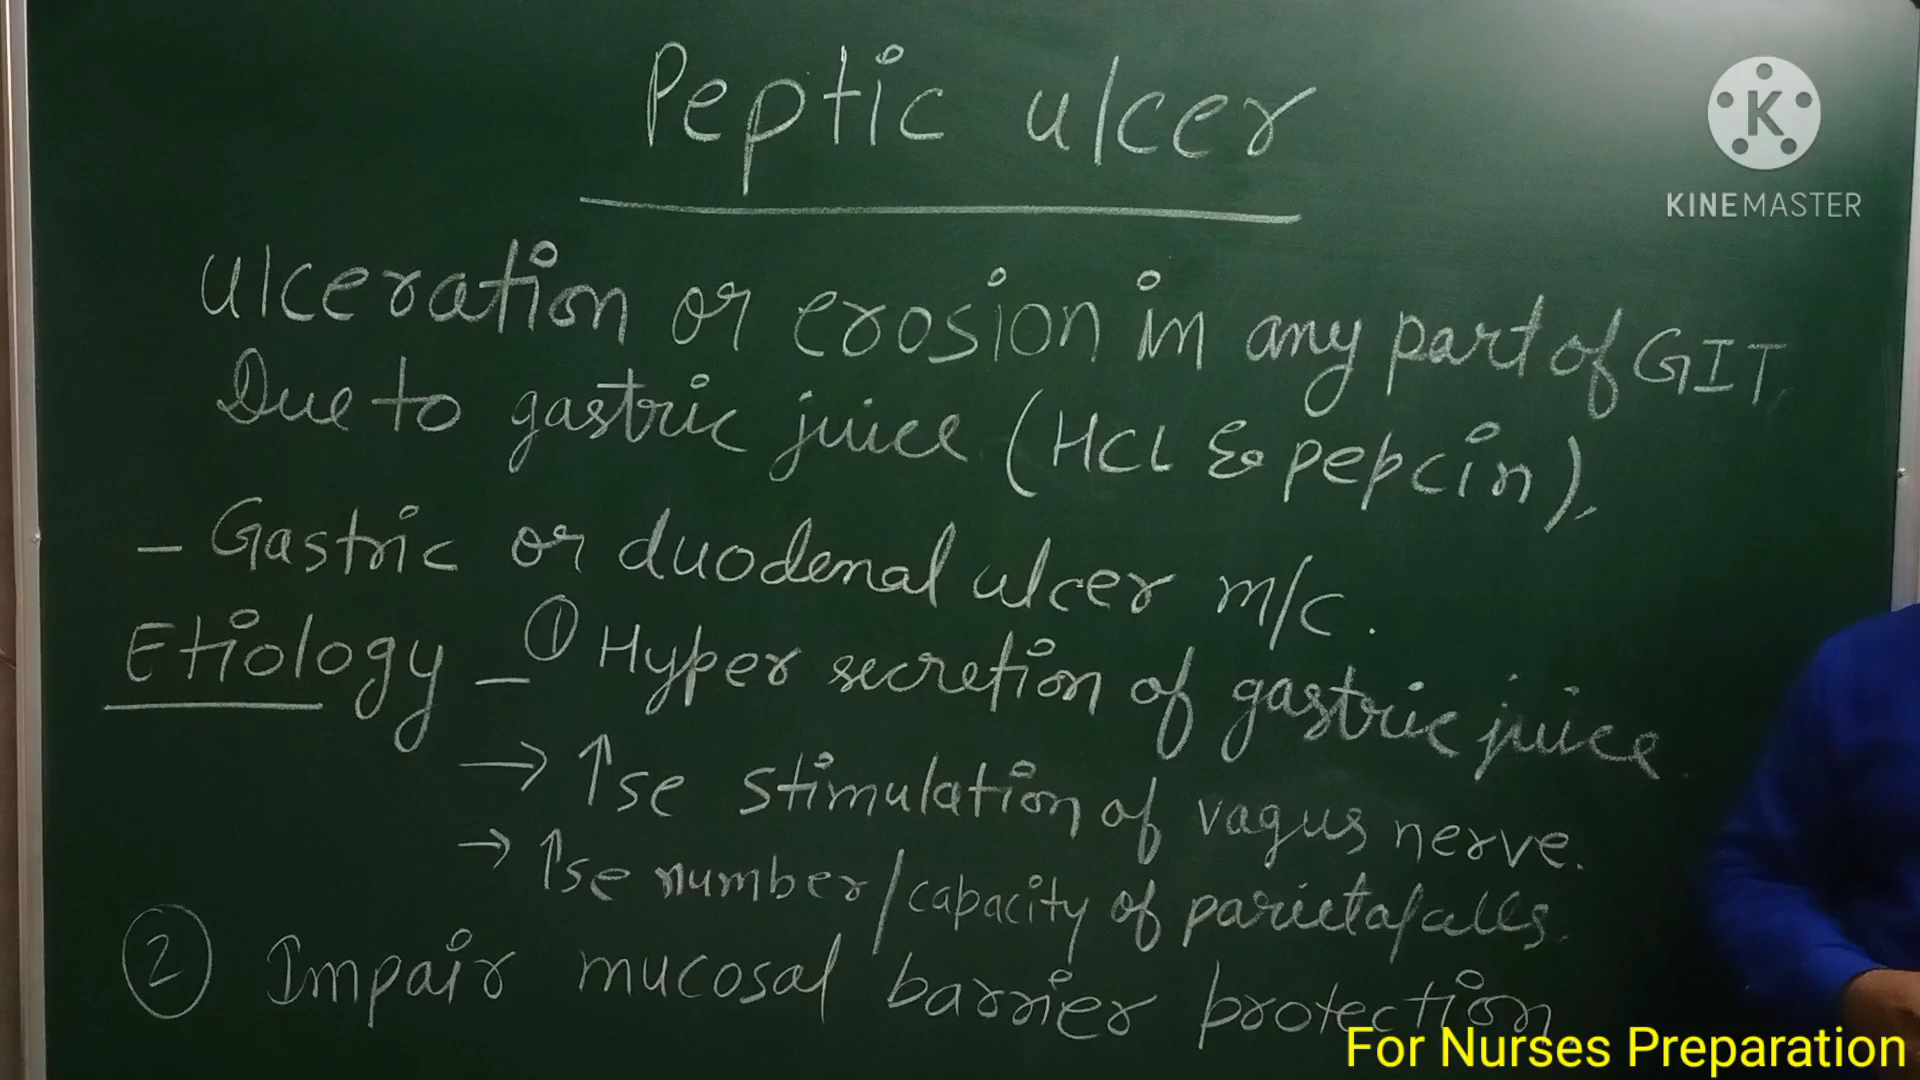 Peptic ulcer
K
KINEMASTER
ulceration or erosion in any part of GIT,
Due to gastric juice (HCL & pepcin),
- Gastric or duodenal ulcer m/c.
Etiology - ① Hyper secretion of gastric juice.
→ ↑se stimulation of vagus nerve.
→ ↑se number/capacity of parietal cells.
② Impair mucosal barrier protection
For Nurses Preparation